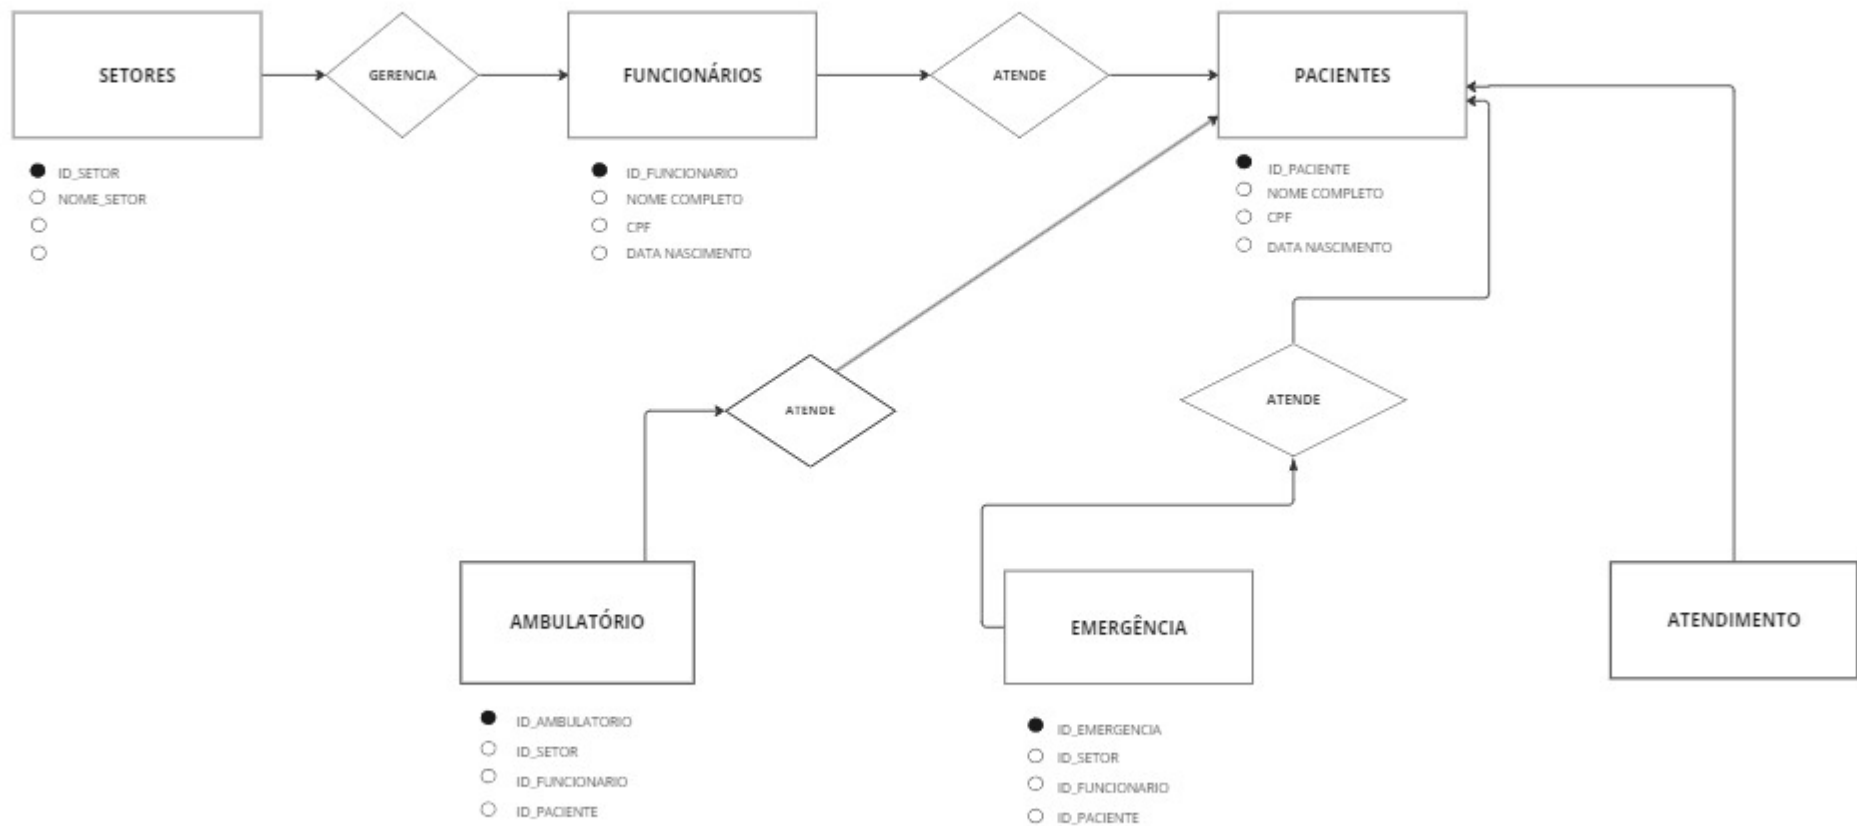 SETORES
GERENCIA
FUNCIONÁRIOS
ATENDE
PACIENTES
ID_SETOR
NOME_SETOR
ID_FUNCIONARIO
NOME COMPLETO
CPF
DATA NASCIMENTO
ID_PACIENTE
NOME COMPLETO
CPF
DATA NASCIMENTO
ATENDE
ATENDE
AMBULATÓRIO
EMERGÊNCIA
ATENDIMENTO
ID_AMBULATORIO
ID_SETOR
ID_FUNCIONARIO
ID_PACIENTE
ID_EMERGENCIA
ID_SETOR
ID_FUNCIONARIO
ID_PACIENTE